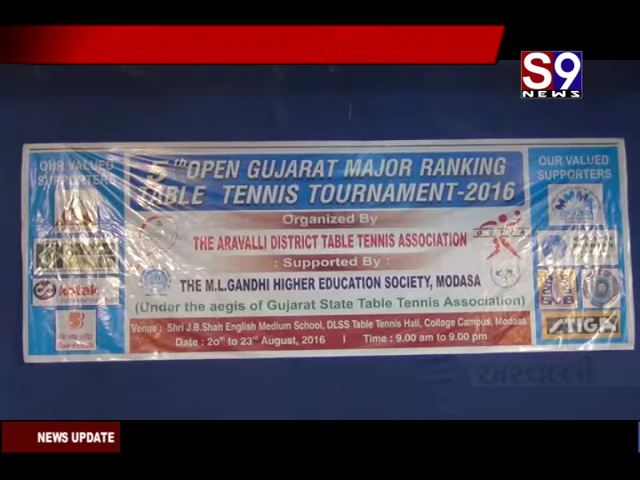 S9
NEWS
OUR VALUED
SUPPORTERS
5th OPEN GUJARAT MAJOR RANKING
TABLE TENNIS TOURNAMENT-2016
OUR VALUED
SUPPORTERS
Organized By
THE ARAVALLI DISTRICT TABLE TENNIS ASSOCIATION
: Supported By :
THE M.L.GANDHI HIGHER EDUCATION SOCIETY, MODASA
(Under the aegis of Gujarat State Table Tennis Association)
kotak
STIGA
Venue : Shri J.B.Shah English Medium School, DLSS Table Tennis Hall, Collage Campus, Modasa.
Date : 20th to 23rd August, 2016 | Time : 9.00 am to 9.00 pm
અરવલ્લી
NEWS UPDATE